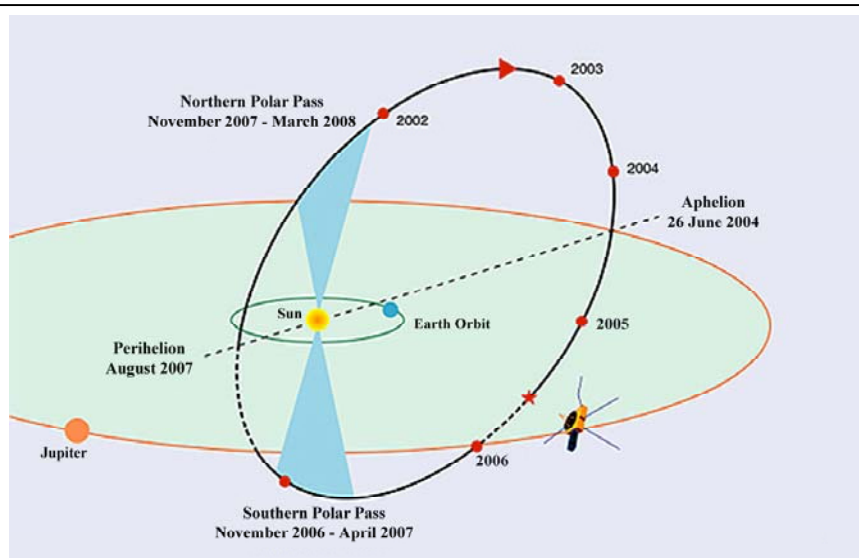 2003
Northern Polar Pass
November 2007 - March 2008
2002
2004
Aphelion
26 June 2004
Sun
Earth Orbit
2005
Perihelion
August 2007
Jupiter
2006
Southern Polar Pass
November 2006 - April 2007